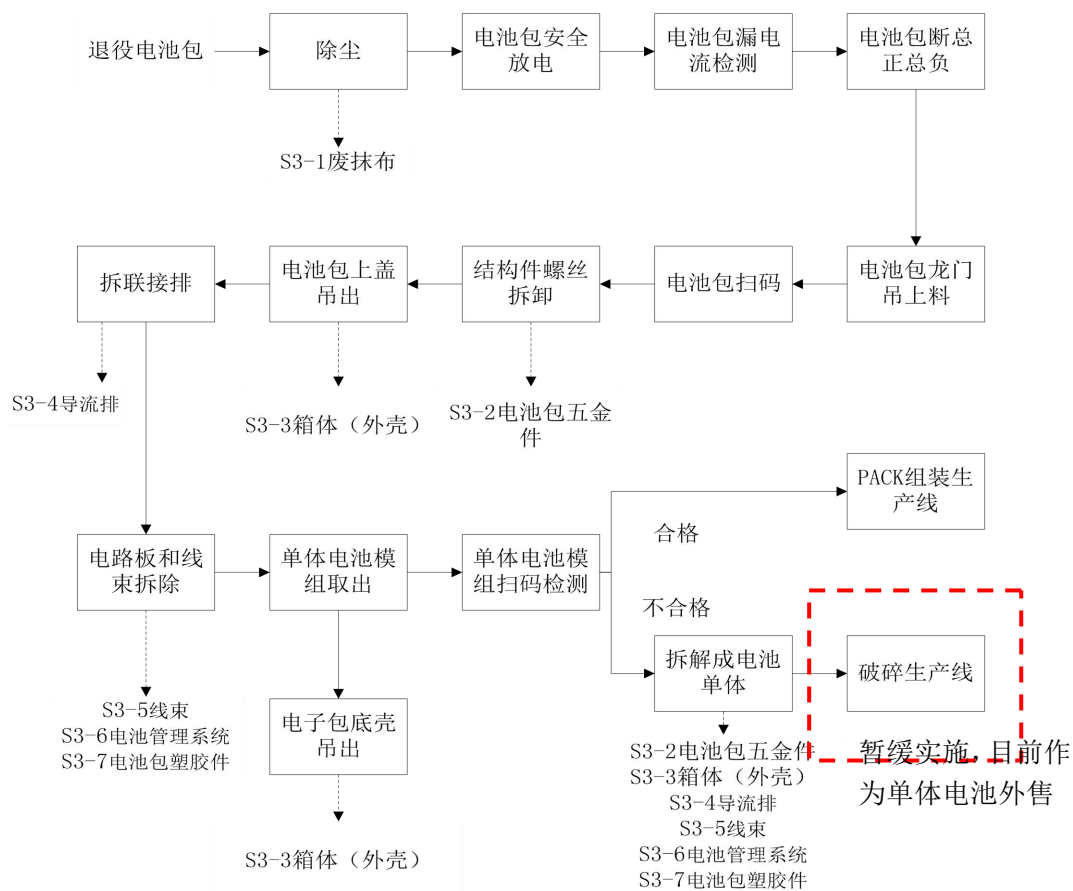 退役电池包
除尘
电池包安全
放电
电池包漏电
流检测
电池包断总
正总负
S3-1废抹布
拆联接排
电池包上盖
吊出
结构件螺丝
拆卸
电池包扫码
电池包龙门
吊上料
S3-4导流排
S3-3箱体（外壳）
S3-2电池包五金
件
PACK组装生
产线
合格
电路板和线
束拆除
单体电池模
组取出
单体电池模
组扫码检测
不合格
拆解成电池
单体
破碎生产线
S3-5线束
S3-6电池管理系统
S3-7电池包塑胶件
电子包底壳
吊出
S3-2电池包五金件
S3-3箱体（外壳）
S3-4导流排
S3-5线束
S3-6电池管理系统
S3-7电池包塑胶件
暂缓实施，目前作
为单体电池外售
S3-3箱体（外壳）